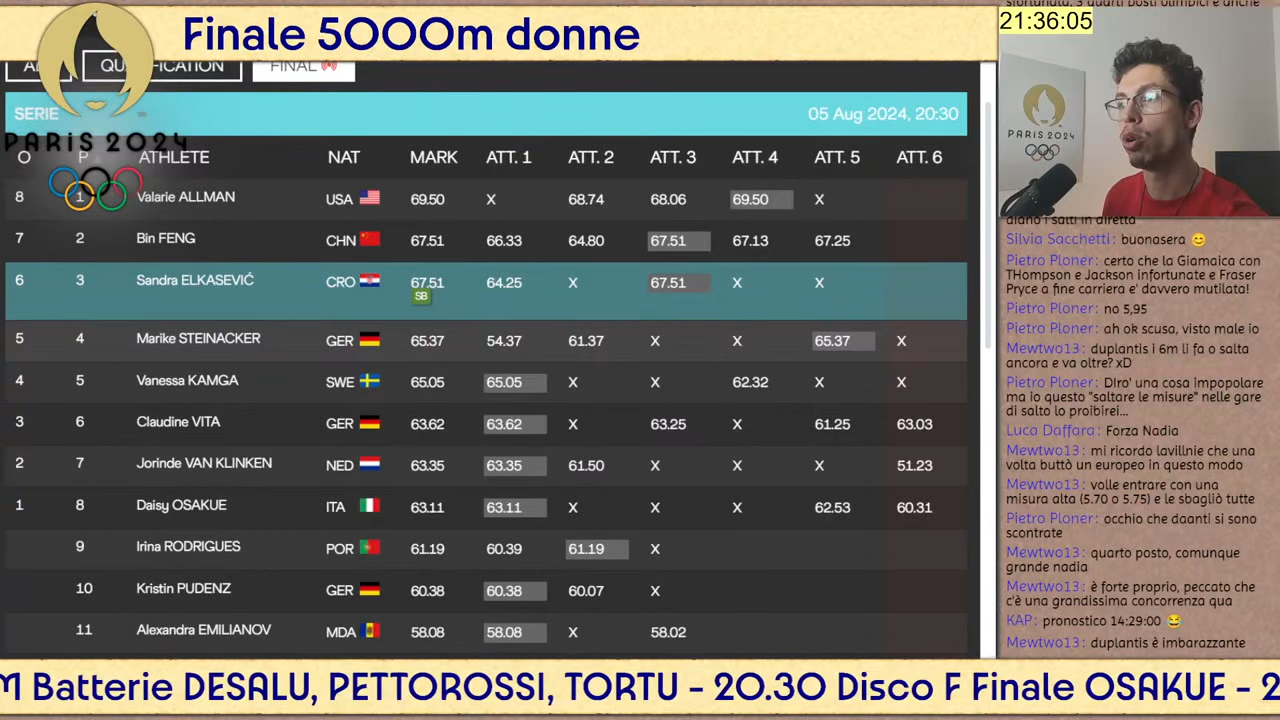 sfortunata, 3 quarti posti olimpici e anche
21:36:05
Finale 5000m donne
QUALIFICATION
FINAL
SERIE
05 Aug 2024, 20:30
PARIS 2024
O P ATHLETE NAT MARK ATT. 1 ATT. 2 ATT. 3 ATT. 4 ATT. 5 ATT. 6
8 1 Valarie ALLMAN USA 69.50 X 68.74 68.06 69.50 X
7 2 Bin FENG CHN 67.51 66.33 64.80 67.51 67.13 67.25
6 3 Sandra ELKASEVIĆ CRO 67.51 64.25 X 67.51 X X
SB
5 4 Marike STEINACKER GER 65.37 54.37 61.37 X X 65.37 X
4 5 Vanessa KAMGA SWE 65.05 65.05 X X 62.32 X X
3 6 Claudine VITA GER 63.62 63.62 X 63.25 X 61.25 63.03
2 7 Jorinde VAN KLINKEN NED 63.35 63.35 61.50 X X X 51.23
1 8 Daisy OSAKUE ITA 63.11 63.11 X X X 62.53 60.31
9 Irina RODRIGUES POR 61.19 60.39 61.19 X
10 Kristin PUDENZ GER 60.38 60.38 60.07 X
11 Alexandra EMILIANOV MDA 58.08 58.08 X 58.02
PARIS 2024
diano i salti in diretta
Silvia Sacchetti: buonasera 😊
Pietro Ploner: certo che la Giamaica con
THompson e Jackson infortunate e Fraser
Pryce a fine carriera e' davvero mutilata!
Pietro Ploner: no 5,95
Pietro Ploner: ah ok scusa, visto male io
Mewtwo13: duplantis i 6m li fa o salta
ancora e va oltre? xD
Pietro Ploner: DIro' una cosa impopolare
ma io questo "saltare le misure" nelle gare
di salto lo proibirei...
Luca Daffara: Forza Nadia
Mewtwo13: mi ricordo lavillnie che una
volta buttò un europeo in questo modo
Mewtwo13: volle entrare con una
misura alta (5.70 o 5.75) e le sbagliò tutte
Pietro Ploner: occhio che daanti si sono
scontrate
Mewtwo13: quarto posto, comunque
grande nadia
Mewtwo13: è forte proprio, peccato che
c'è una grandissima concorrenza qua
KAP: pronostico 14:29:00 😂
Mewtwo13: duplantis è imbarazzante
M Batterie DESALU, PETTOROSSI, TORTU - 20.30 Disco F Finale OSAKUE - 2